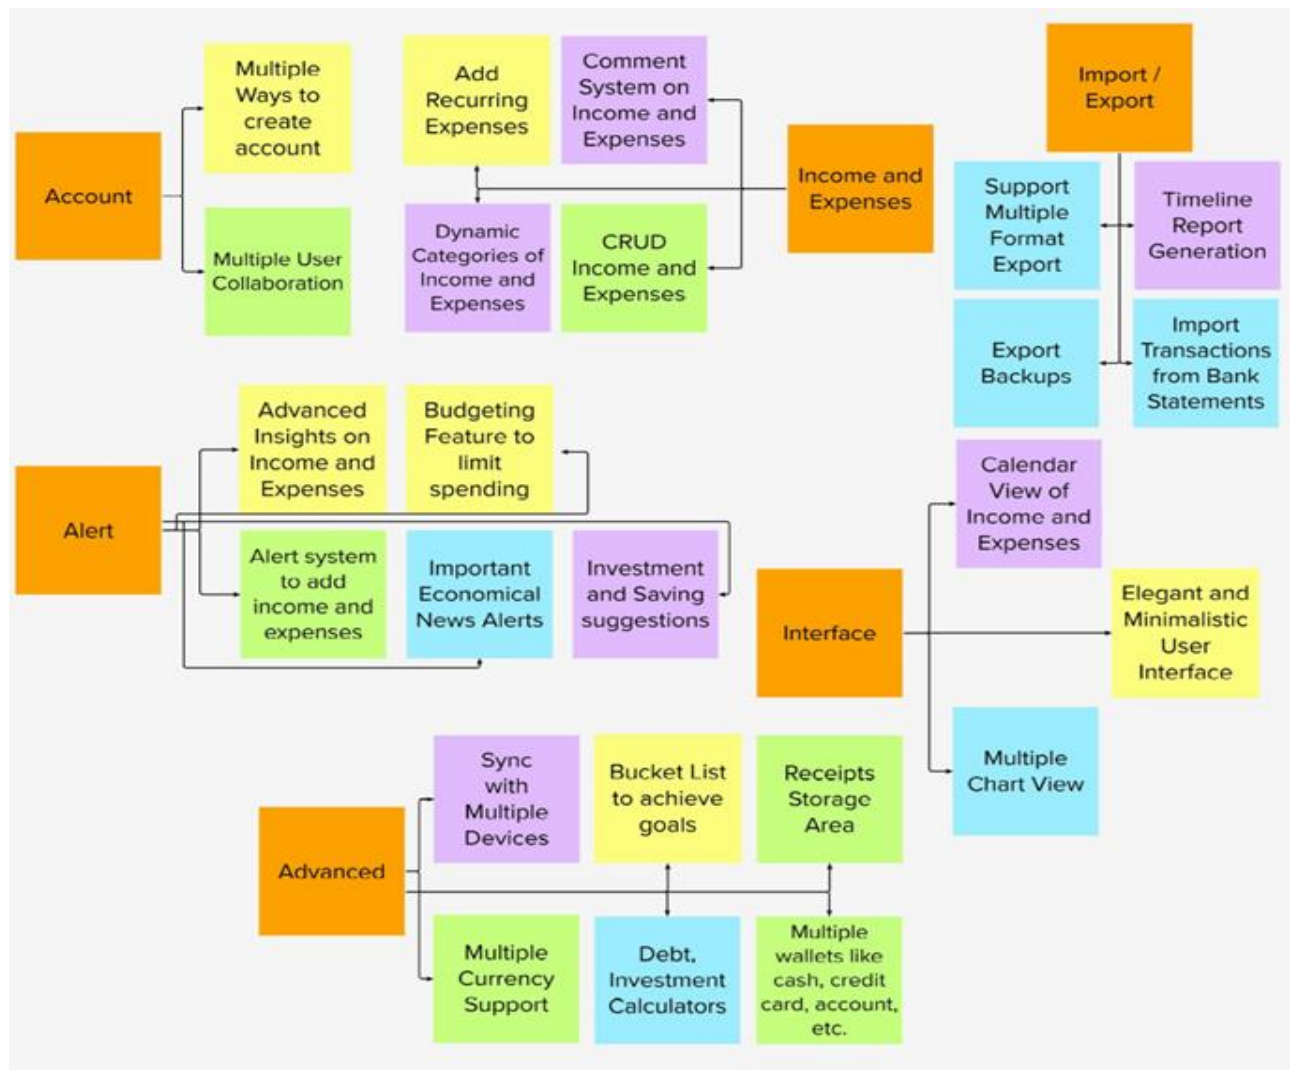 Account
Multiple
Ways to
create
account
Multiple User
Collaboration
Add
Recurring
Expenses
Comment
System on
Income and
Expenses
Dynamic
Categories of
Income and
Expenses
CRUD
Income and
Expenses
Income and
Expenses
Import /
Export
Support
Multiple
Format
Export
Timeline
Report
Generation
Export
Backups
Import
Transactions
from Bank
Statements
Alert
Advanced
Insights on
Income and
Expenses
Budgeting
Feature to
limit
spending
Alert system
to add
income and
expenses
Important
Economical
News Alerts
Investment
and Saving
suggestions
Interface
Calendar
View of
Income and
Expenses
Elegant and
Minimalistic
User
Interface
Multiple
Chart View
Advanced
Sync
with
Multiple
Devices
Bucket List
to achieve
goals
Receipts
Storage
Area
Multiple
Currency
Support
Debt,
Investment
Calculators
Multiple
wallets like
cash, credit
card, account,
etc.